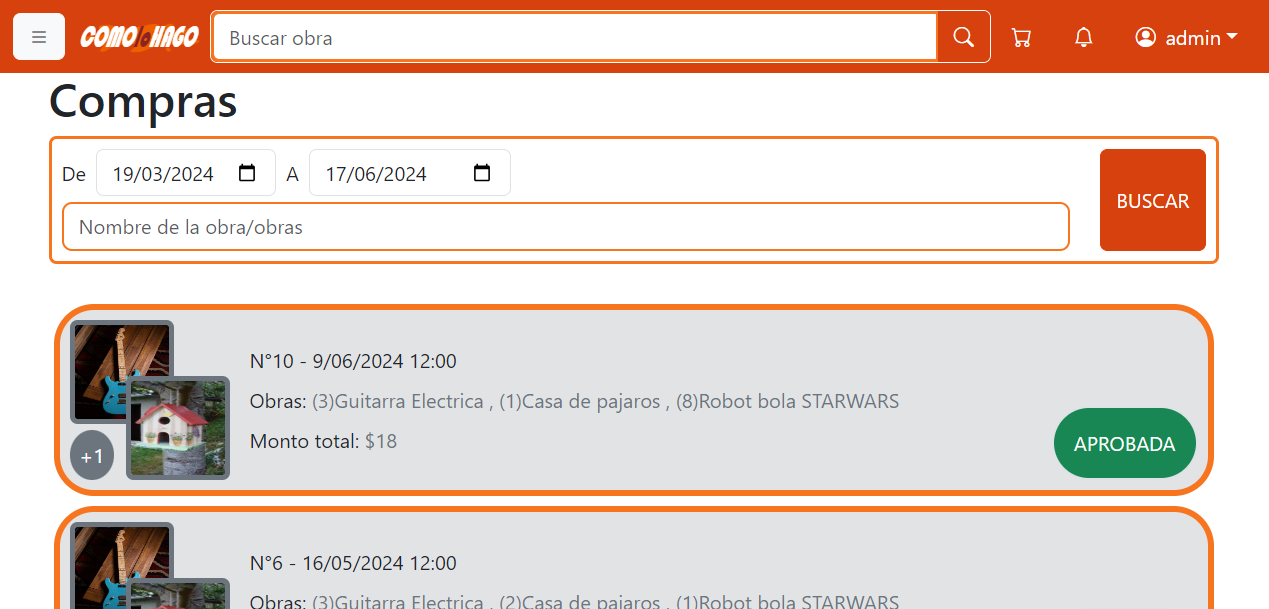 COMO lo HAGO
Buscar obra
admin
Compras
De 19/03/2024 A 17/06/2024
Nombre de la obra/obras
BUSCAR
N°10 - 9/06/2024 12:00
Obras: (3)Guitarra Electrica , (1)Casa de pajaros , (8)Robot bola STARWARS
Monto total: $18
+1
APROBADA
N°6 - 16/05/2024 12:00
Obras: (3)Guitarra Electrica , (2)Casa de pajaros , (1)Robot bola STARWARS